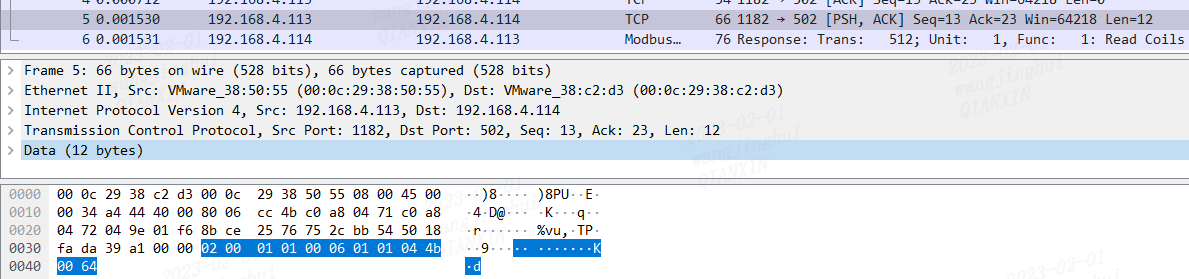 4 0.000712 192.168.4.113 192.168.4.114 TCP 54 1182 → 502 [ACK] Seq=13 Ack=23 Win=64218 Len=0
5 0.001530 192.168.4.113 192.168.4.114 TCP 66 1182 → 502 [PSH, ACK] Seq=13 Ack=23 Win=64218 Len=12
6 0.001531 192.168.4.114 192.168.4.113 Modbus… 76 Response: Trans: 512; Unit: 1, Func: 1: Read Coils
Frame 5: 66 bytes on wire (528 bits), 66 bytes captured (528 bits)
Ethernet II, Src: VMware_38:50:55 (00:0c:29:38:50:55), Dst: VMware_38:c2:d3 (00:0c:29:38:c2:d3)
Internet Protocol Version 4, Src: 192.168.4.113, Dst: 192.168.4.114
Transmission Control Protocol, Src Port: 1182, Dst Port: 502, Seq: 13, Ack: 23, Len: 12
Data (12 bytes)
0000 00 0c 29 38 c2 d3 00 0c 29 38 50 55 08 00 45 00 ··)8···· )8PU··E·
0010 00 34 a4 44 40 00 80 06 cc 4b c0 a8 04 71 c0 a8 ·4·D@··· ·K···q··
0020 04 72 04 9e 01 f6 8b ce 25 76 75 2c bb 54 50 18 ·r······ %vu,·TP·
0030 fa da 39 a1 00 00 02 00 01 01 00 06 01 01 04 4b ··9····· ·······K
0040 00 64 ·d
2023-02-01
wangjinghui
QIANXIN